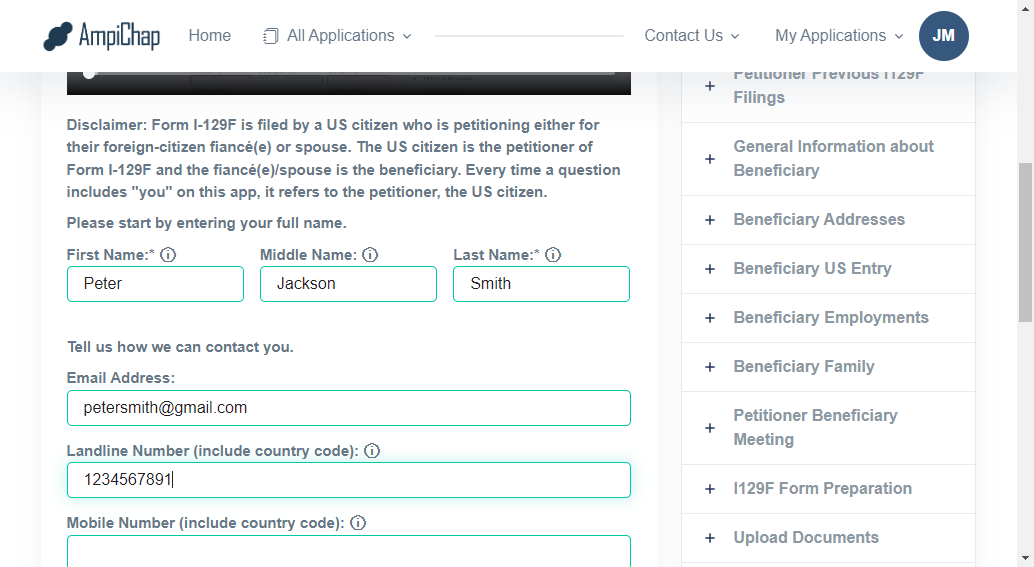 AmpiChap
Home
All Applications
Contact Us
My Applications
JM
Disclaimer: Form I-129F is filed by a US citizen who is petitioning either for
their foreign-citizen fiancé(e) or spouse. The US citizen is the petitioner of
Form I-129F and the fiancé(e)/spouse is the beneficiary. Every time a question
includes "you" on this app, it refers to the petitioner, the US citizen.
Please start by entering your full name.
First Name:*
Middle Name:
Last Name:*
Peter
Jackson
Smith
Tell us how we can contact you.
Email Address:
petersmith@gmail.com
Landline Number (include country code):
1234567891
Mobile Number (include country code):
Petitioner Previous I129F
Filings
General Information about
Beneficiary
Beneficiary Addresses
Beneficiary US Entry
Beneficiary Employments
Beneficiary Family
Petitioner Beneficiary
Meeting
I129F Form Preparation
Upload Documents